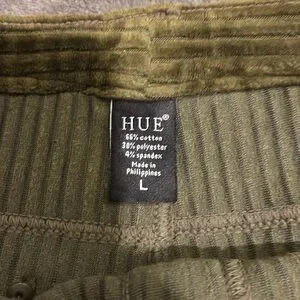 HUE®
66% cotton
30% polyester
4% spandex
Made in
Philippines
L